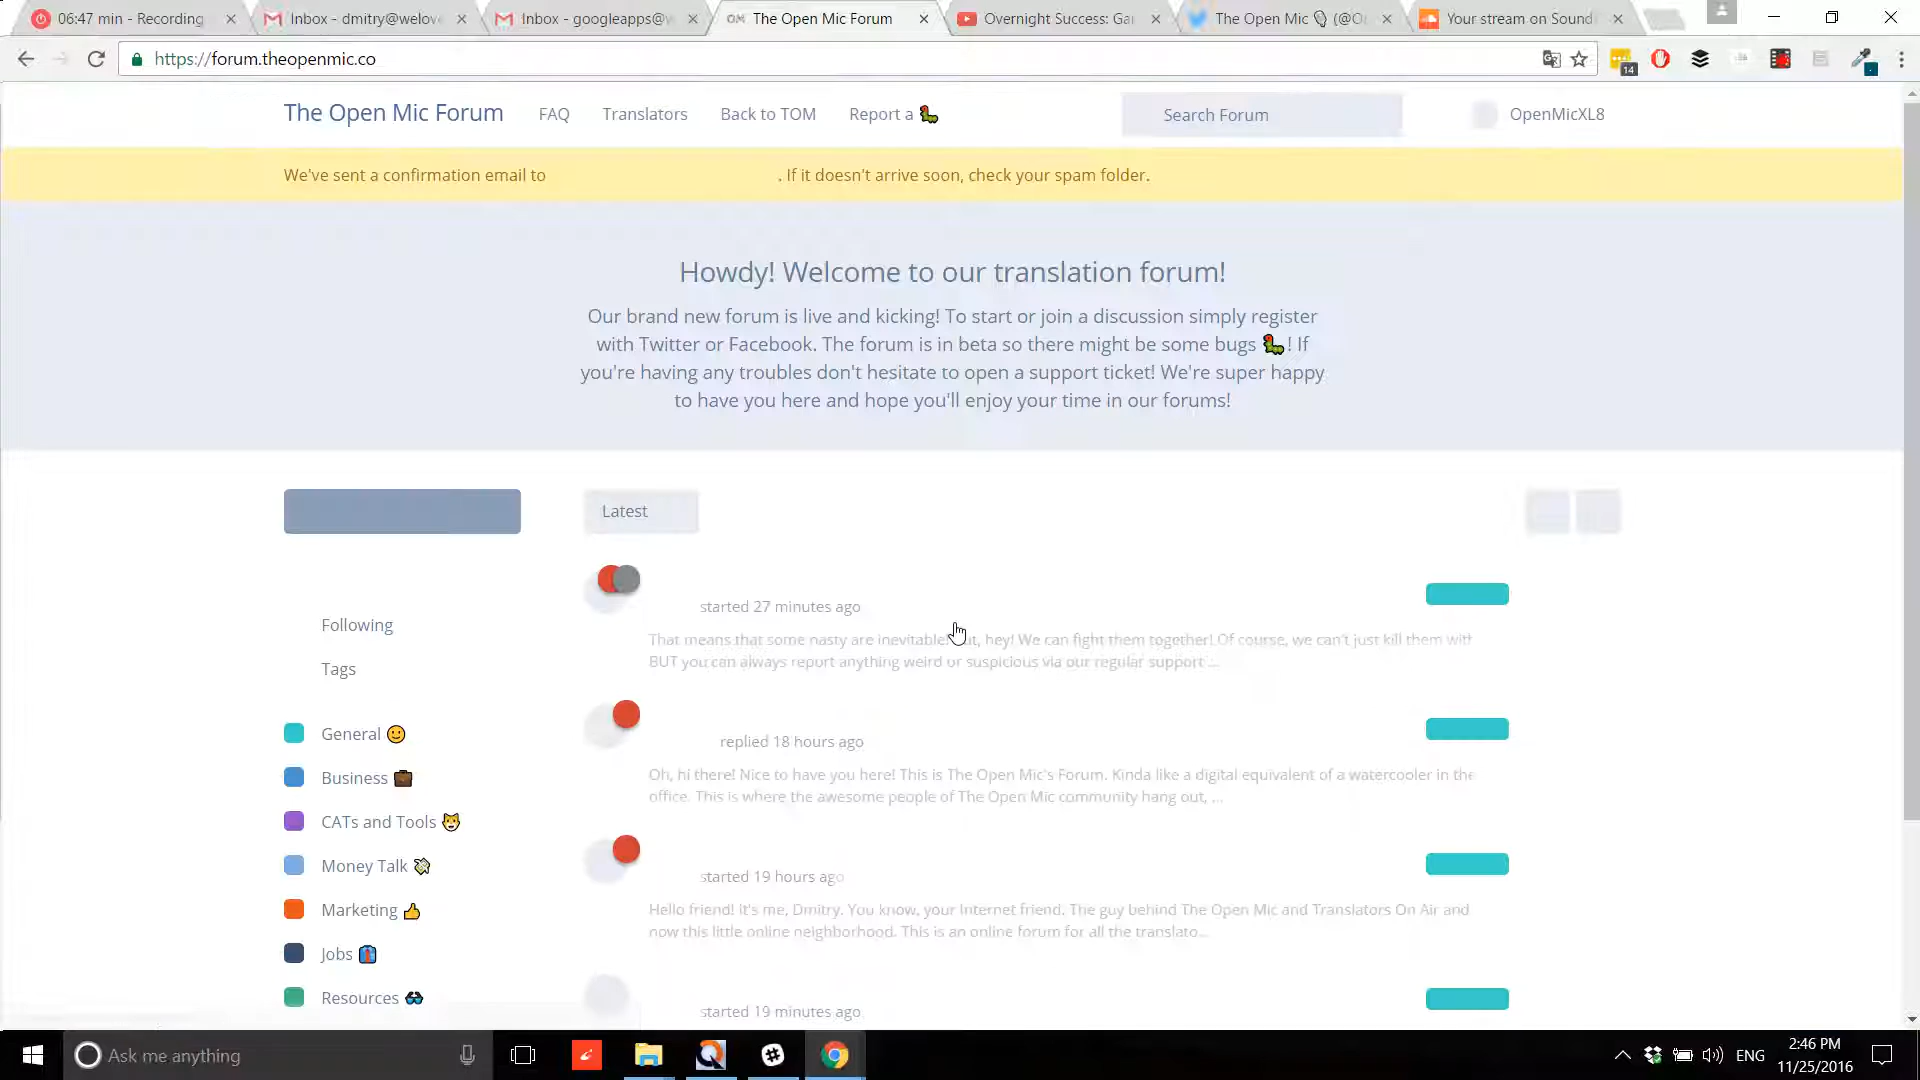 06:47 min - Recording
Inbox - dmitry@welove
Inbox - googleapps@w
The Open Mic Forum
Overnight Success: Gar
The Open Mic 🎙 (@O
Your stream on Sound
https://forum.theopenmic.co
14
The Open Mic Forum
FAQ
Translators
Back to TOM
Report a 🐛
Search Forum
OpenMicXL8
We've sent a confirmation email to . If it doesn't arrive soon, check your spam folder.
Howdy! Welcome to our translation forum!
Our brand new forum is live and kicking! To start or join a discussion simply register
with Twitter or Facebook. The forum is in beta so there might be some bugs 🐛! If
you're having any troubles don't hesitate to open a support ticket! We're super happy
to have you here and hope you'll enjoy your time in our forums!
Latest
started 27 minutes ago
That means that some nasty are inevitable! hey! We can fight them together! Of course, we can't just kill them with
BUT you can always report anything weird or suspicious via our regular support ...
Following
Tags
replied 18 hours ago
Oh, hi there! Nice to have you here! This is The Open Mic's Forum. Kinda like a digital equivalent of a watercooler in the
office. This is where the awesome people of The Open Mic community hang out, ...
General 🙂
Business 💼
CATs and Tools 🐱
Money Talk 💸
Marketing 👍
Jobs 👔
Resources 👓
started 19 hours ago
Hello friend! It's me, Dmitry. You know, your Internet friend. The guy behind The Open Mic and Translators On Air and
now this little online neighborhood. This is an online forum for all the translato...
started 19 minutes ago
Ask me anything
ENG
2:46 PM
11/25/2016